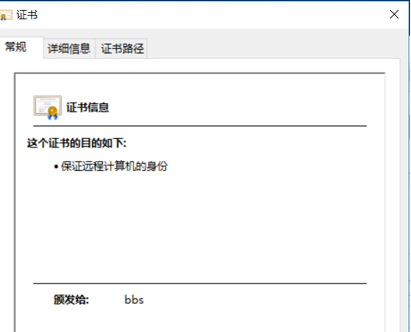 证书
常规 详细信息 证书路径
证书信息
这个证书的目的如下:
• 保证远程计算机的身份
颁发给: bbs